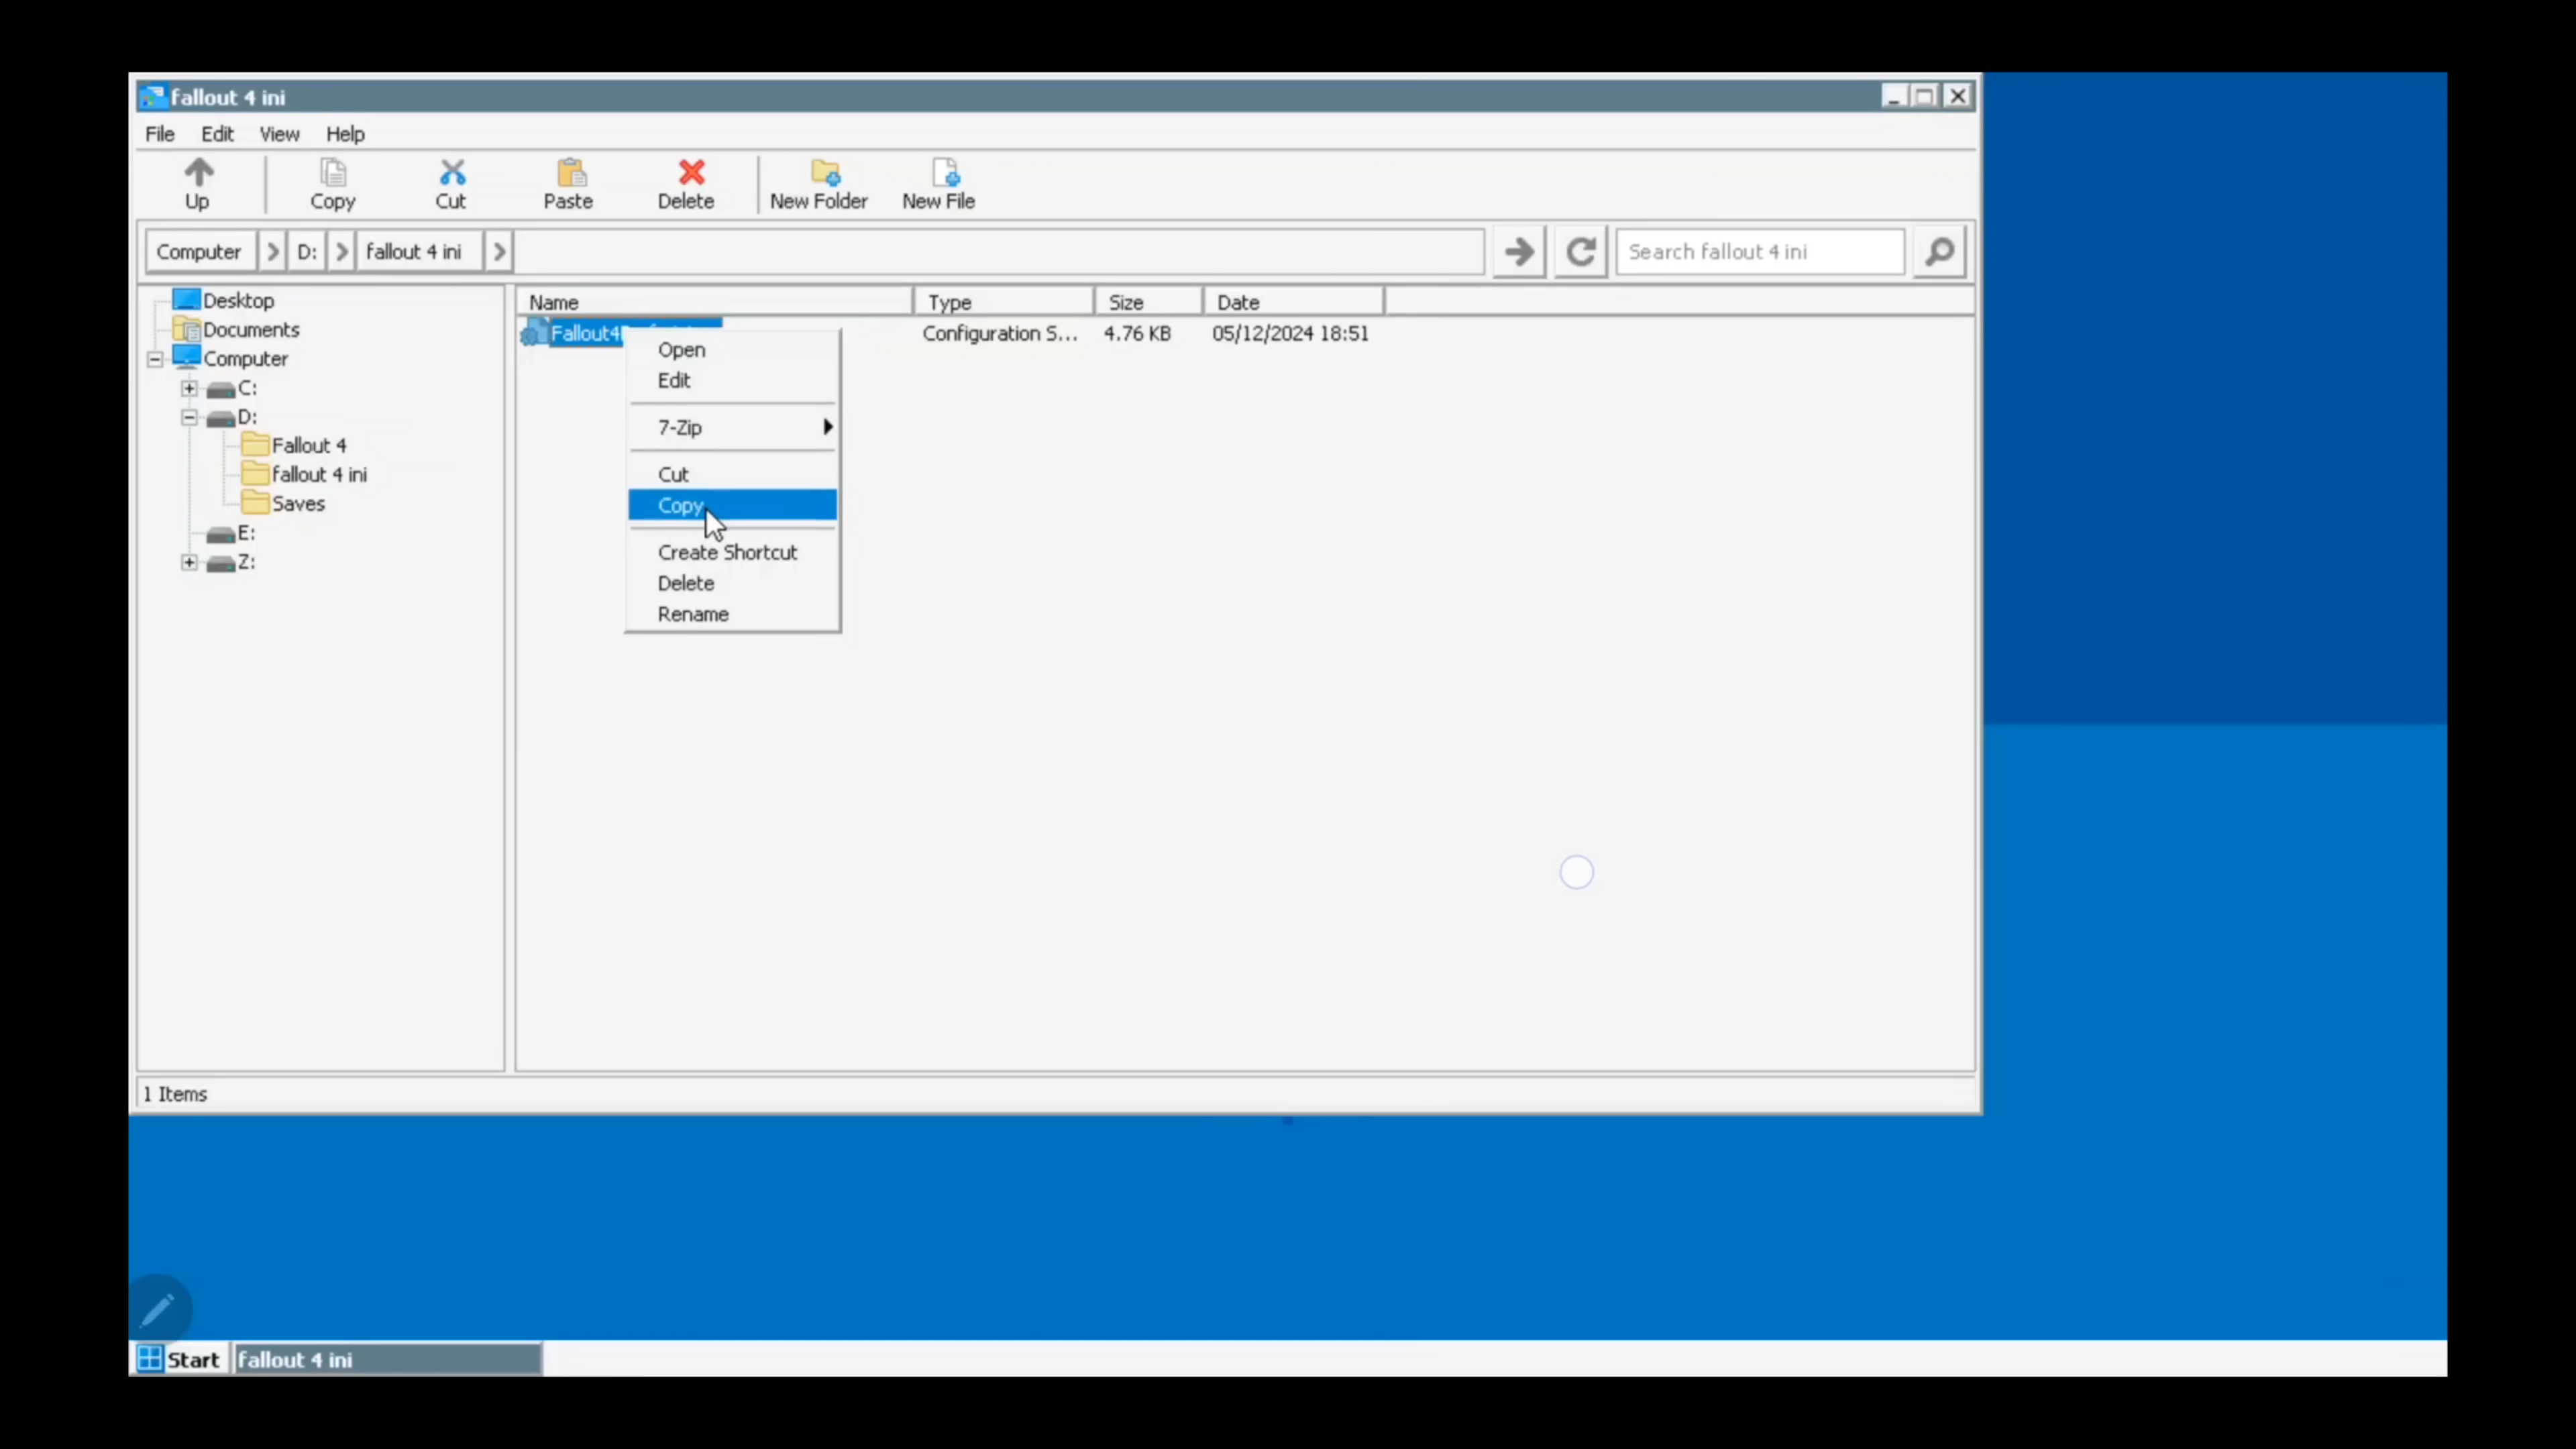 fallout 4 ini
File Edit View Help
Up Copy Cut Paste Delete New Folder New File
Computer D: fallout 4 ini Search fallout 4 ini
Desktop
Documents
Computer
C:
D:
Fallout 4
fallout 4 ini
Saves
E:
Z:
Name Type Size Date
Configuration S... 4.76 KB 05/12/2024 18:51
Open
Edit
7-Zip
Cut
Copy
Create Shortcut
Delete
Rename
1 Items
Start fallout 4 ini